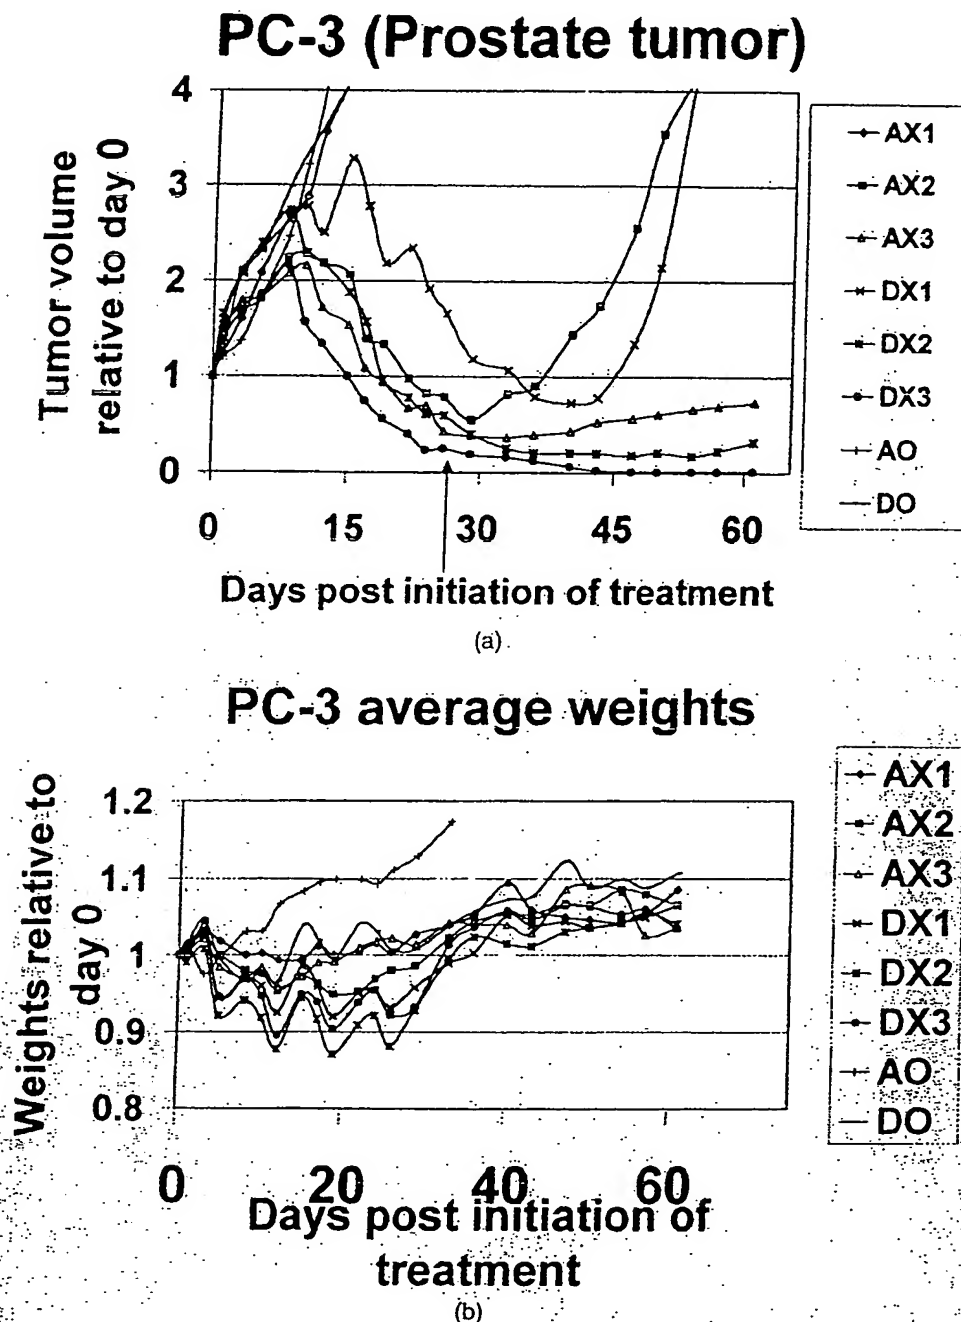 PC-3 (Prostate tumor)
Tumor volume
relative to day 0
4
3
2
1
0
0 15 30 45 60
Days post initiation of treatment
AX1
AX2
AX3
DX1
DX2
DX3
AO
DO
(a)
PC-3 average weights
Weights relative to
day 0
1.2
1.1
1
0.9
0.8
0 20 40 60
Days post initiation of
treatment
AX1
AX2
AX3
DX1
DX2
DX3
AO
DO
(b)